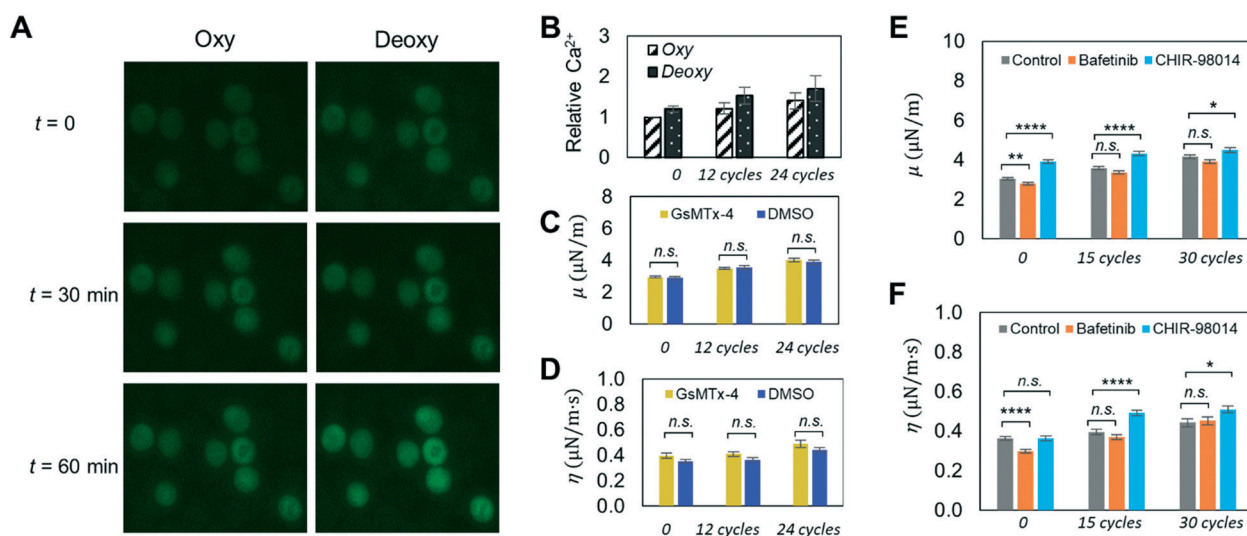 A
Oxy
Deoxy
t = 0
t = 30 min
t = 60 min
B
Relative Ca²⁺
3
2
1
0
Oxy
Deoxy
0
12 cycles
24 cycles
C
μ (μN/m)
8
6
4
2
0
GsMTx-4
DMSO
n.s.
n.s.
n.s.
0
12 cycles
24 cycles
D
η (μN/m·s)
1.0
0.8
0.6
0.4
0.2
0.0
GsMTx-4
DMSO
n.s.
n.s.
n.s.
0
12 cycles
24 cycles
E
μ (μN/m)
10
8
6
4
2
0
Control
Bafetinib
CHIR-98014
****
**
****
n.s.
*
n.s.
0
15 cycles
30 cycles
F
η (μN/m·s)
1.0
0.8
0.6
0.4
0.2
0.0
Control
Bafetinib
CHIR-98014
n.s.
****
****
n.s.
*
n.s.
0
15 cycles
30 cycles